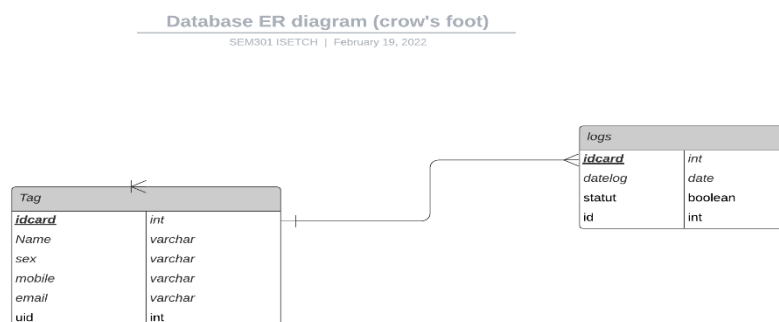 Database ER diagram (crow's foot)
SEM301 ISETCH | February 19, 2022
logs
idcard int
datelog date
statut boolean
id int
Tag
idcard int
Name varchar
sex varchar
mobile varchar
email varchar
uid int